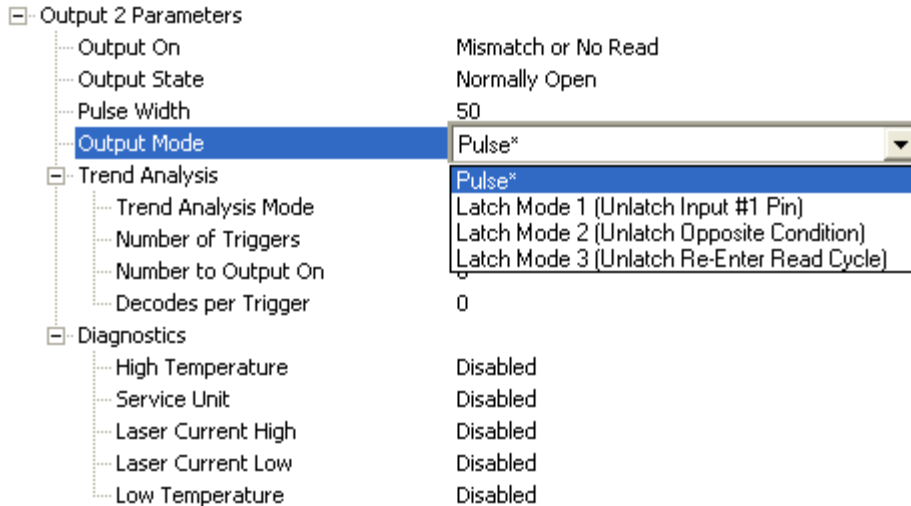 Output 2 Parameters
Output On Mismatch or No Read
Output State Normally Open
Pulse Width 50
Output Mode Pulse*
Trend Analysis Pulse*
Trend Analysis Mode Latch Mode 1 (Unlatch Input #1 Pin)
Number of Triggers Latch Mode 2 (Unlatch Opposite Condition)
Number to Output On Latch Mode 3 (Unlatch Re-Enter Read Cycle)
Decodes per Trigger 0
Diagnostics
High Temperature Disabled
Service Unit Disabled
Laser Current High Disabled
Laser Current Low Disabled
Low Temperature Disabled